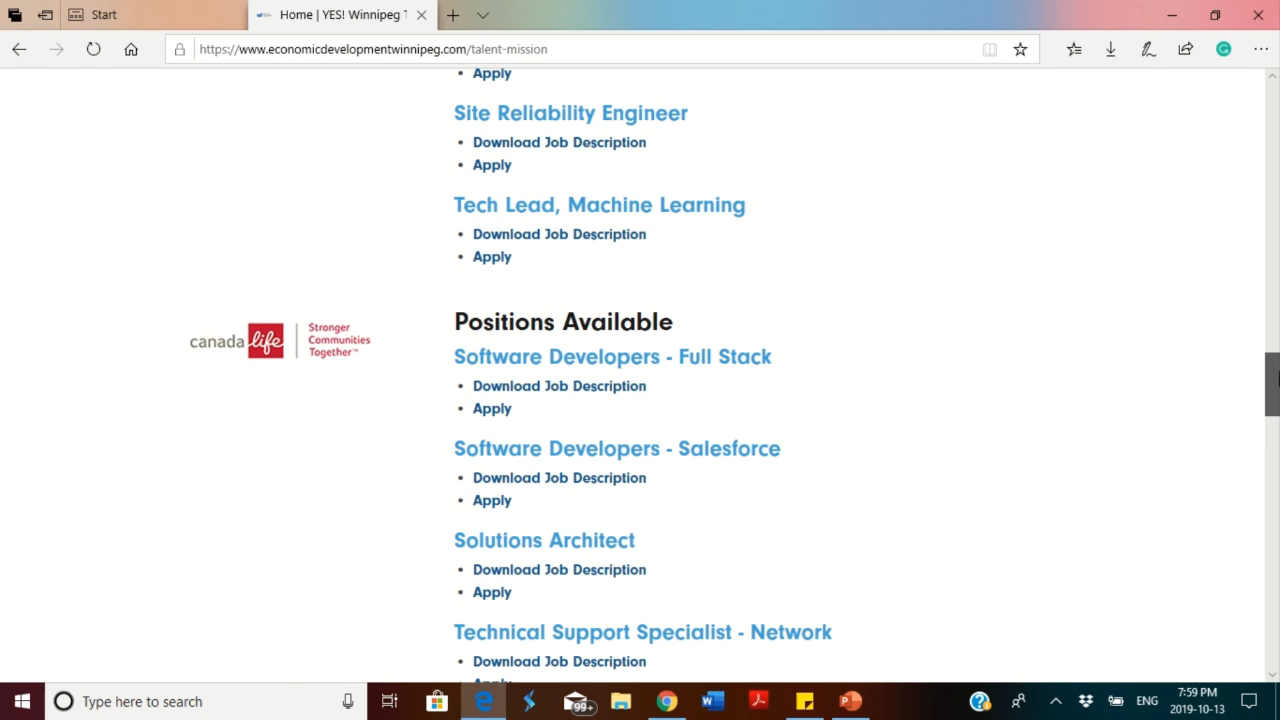 Start
Home | YES! Winnipeg T
https://www.economicdevelopmentwinnipeg.com/talent-mission
Apply
Site Reliability Engineer
Download Job Description
Apply
Tech Lead, Machine Learning
Download Job Description
Apply
canada life
Stronger
Communities
Together™
Positions Available
Software Developers - Full Stack
Download Job Description
Apply
Software Developers - Salesforce
Download Job Description
Apply
Solutions Architect
Download Job Description
Apply
Technical Support Specialist - Network
Download Job Description
Apply
Type here to search
99+
ENG
7:59 PM
2019-10-13